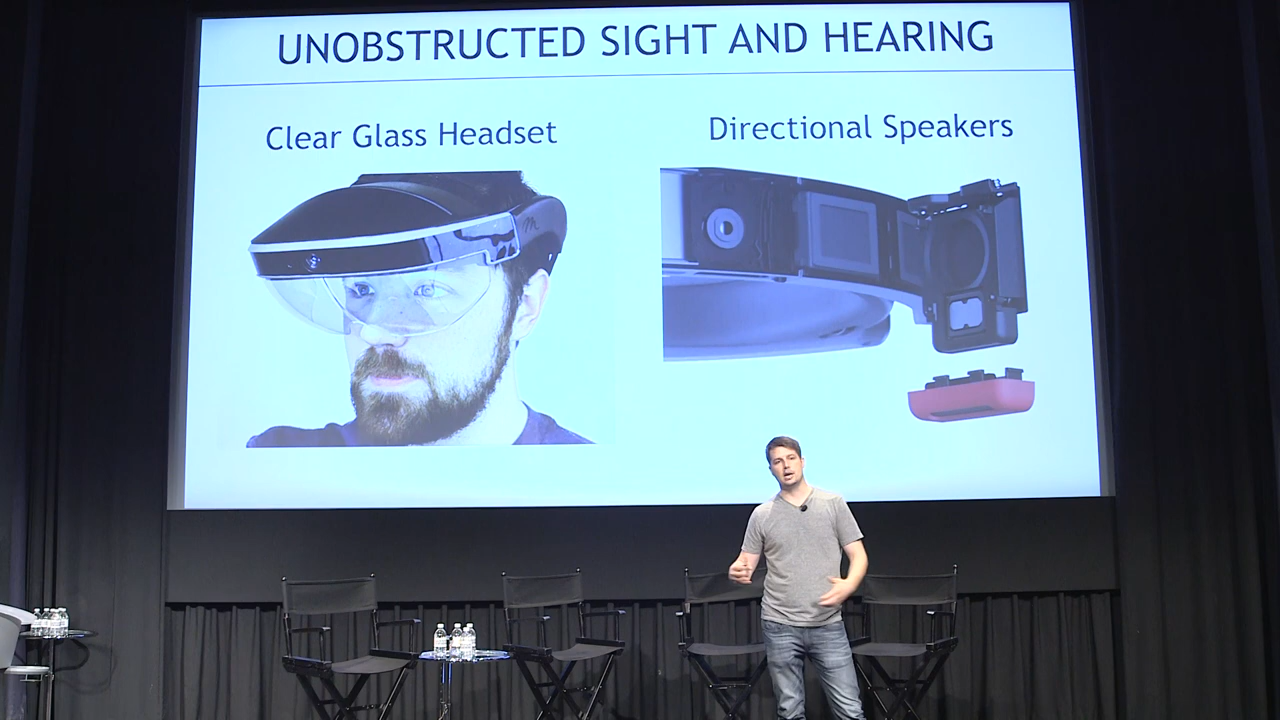 UNOBSTRUCTED SIGHT AND HEARING
Clear Glass Headset
Directional Speakers